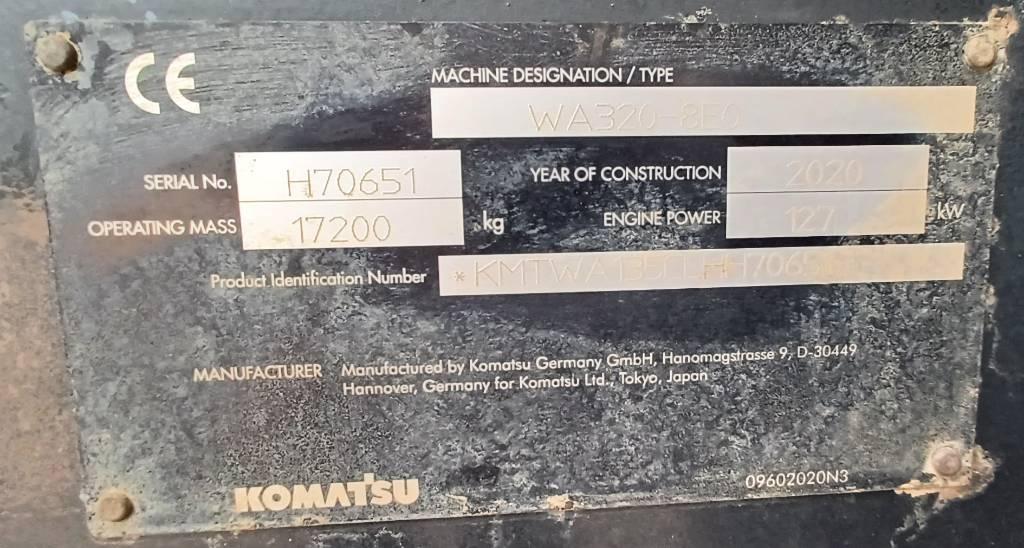 CE
MACHINE DESIGNATION / TYPE
WA320-8E0
SERIAL No. H70651
YEAR OF CONSTRUCTION 2020
OPERATING MASS 17200 kg
ENGINE POWER 127 kW
Product Identification Number
MANUFACTURER Manufactured by Komatsu Germany GmbH, Hanomagstrasse 9, D-30449
Hannover, Germany for Komatsu Ltd., Tokyo, Japan
KOMATSU
09602020N3